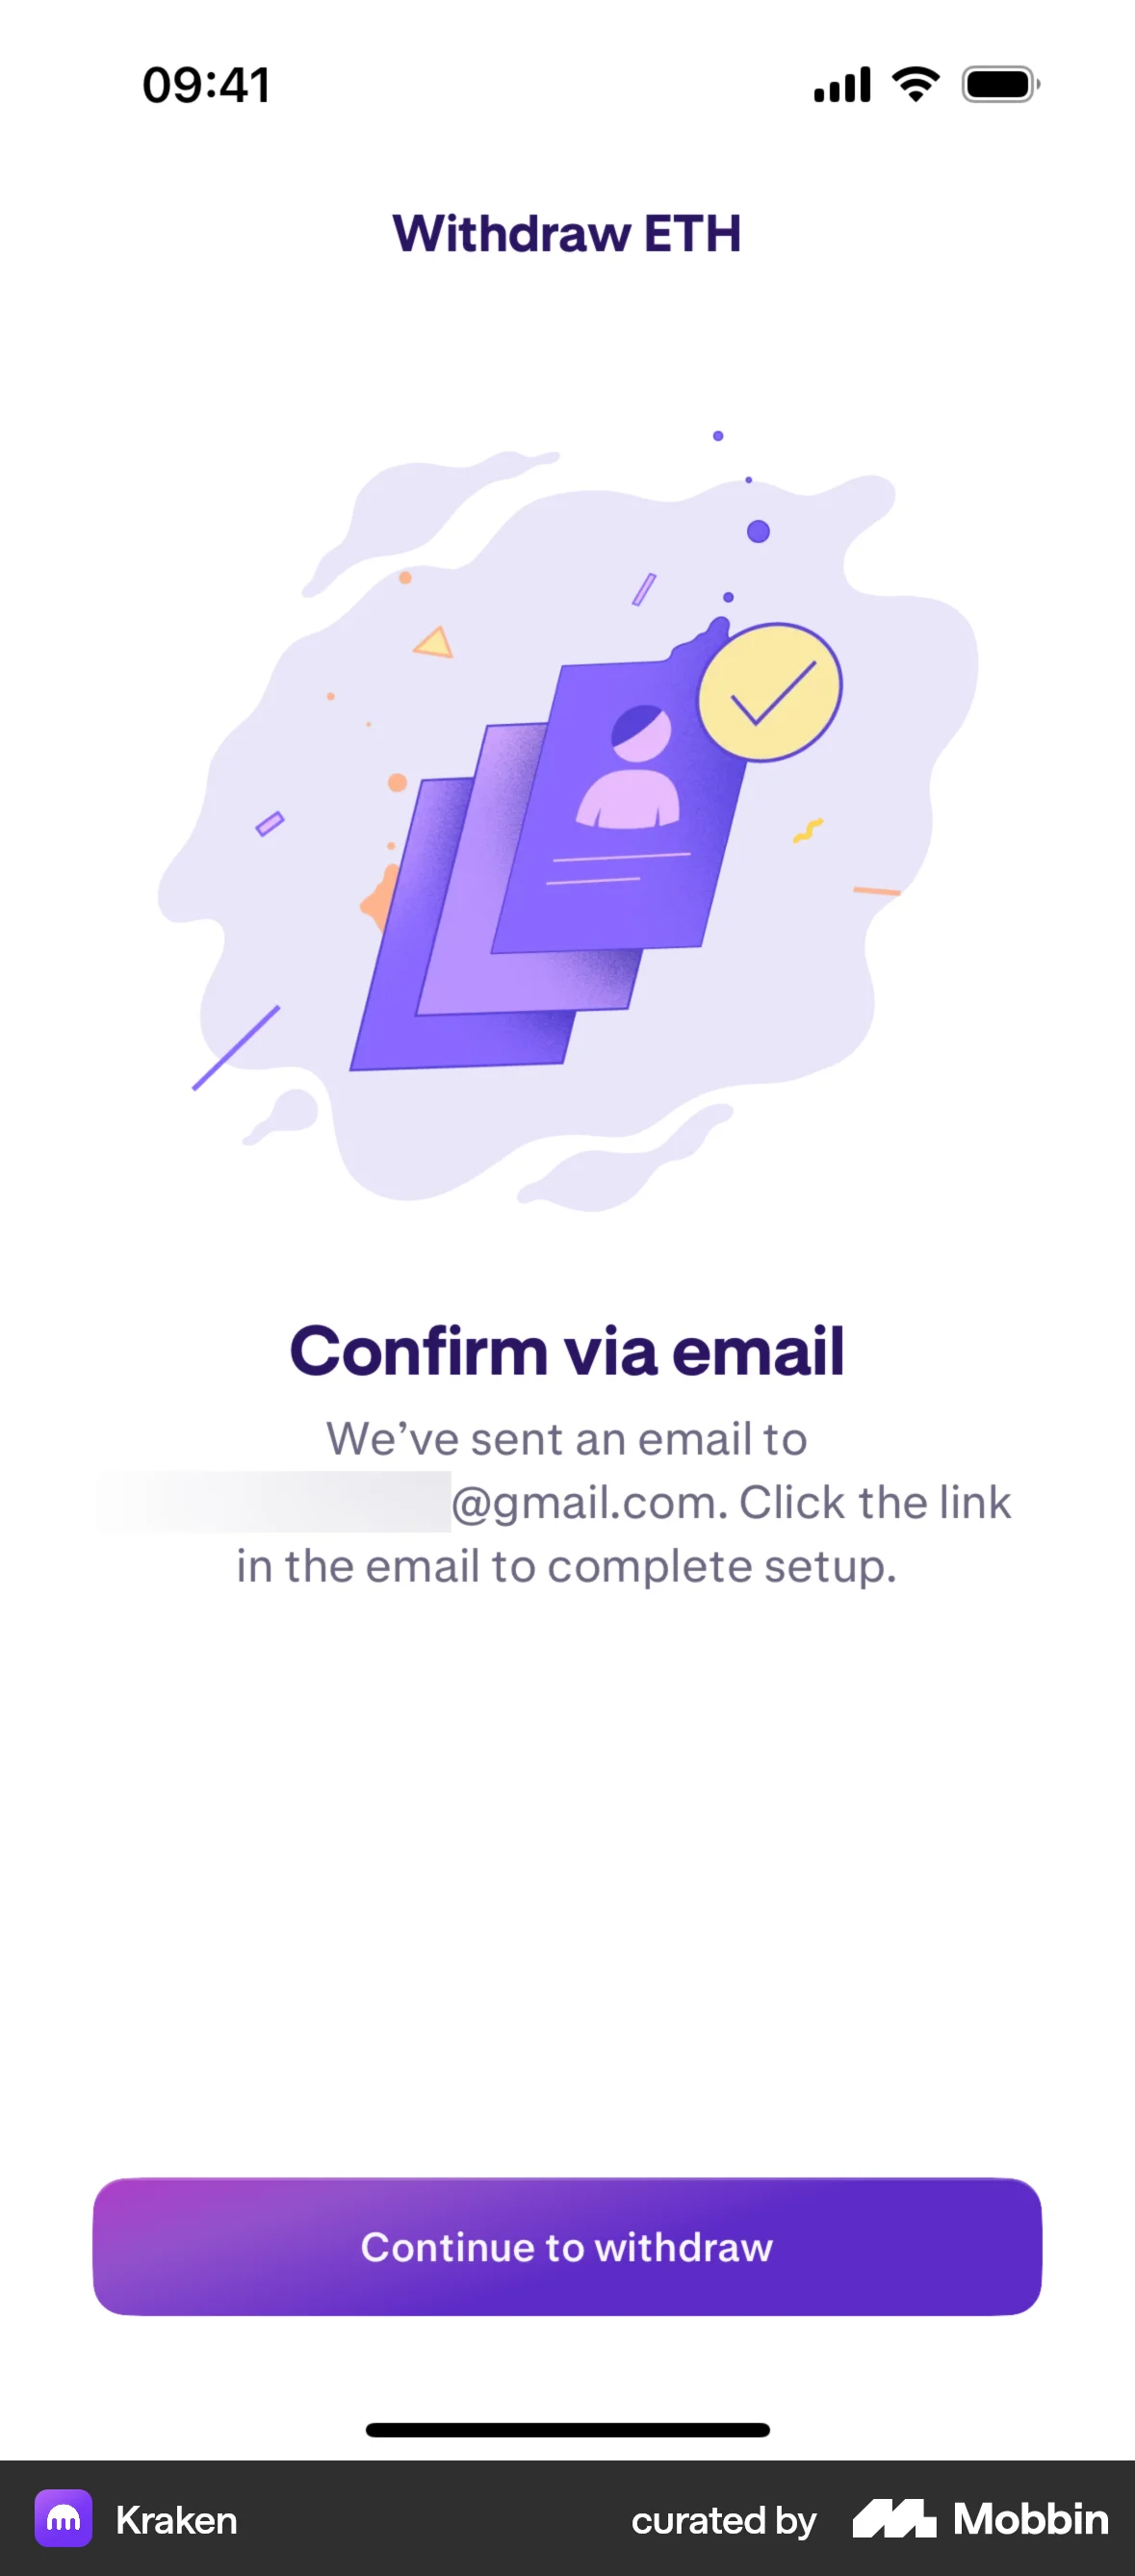 09:41
Withdraw ETH
Confirm via email
We’ve sent an email to
@gmail.com. Click the link
in the email to complete setup.
Continue to withdraw
Kraken
curated by Mobbin